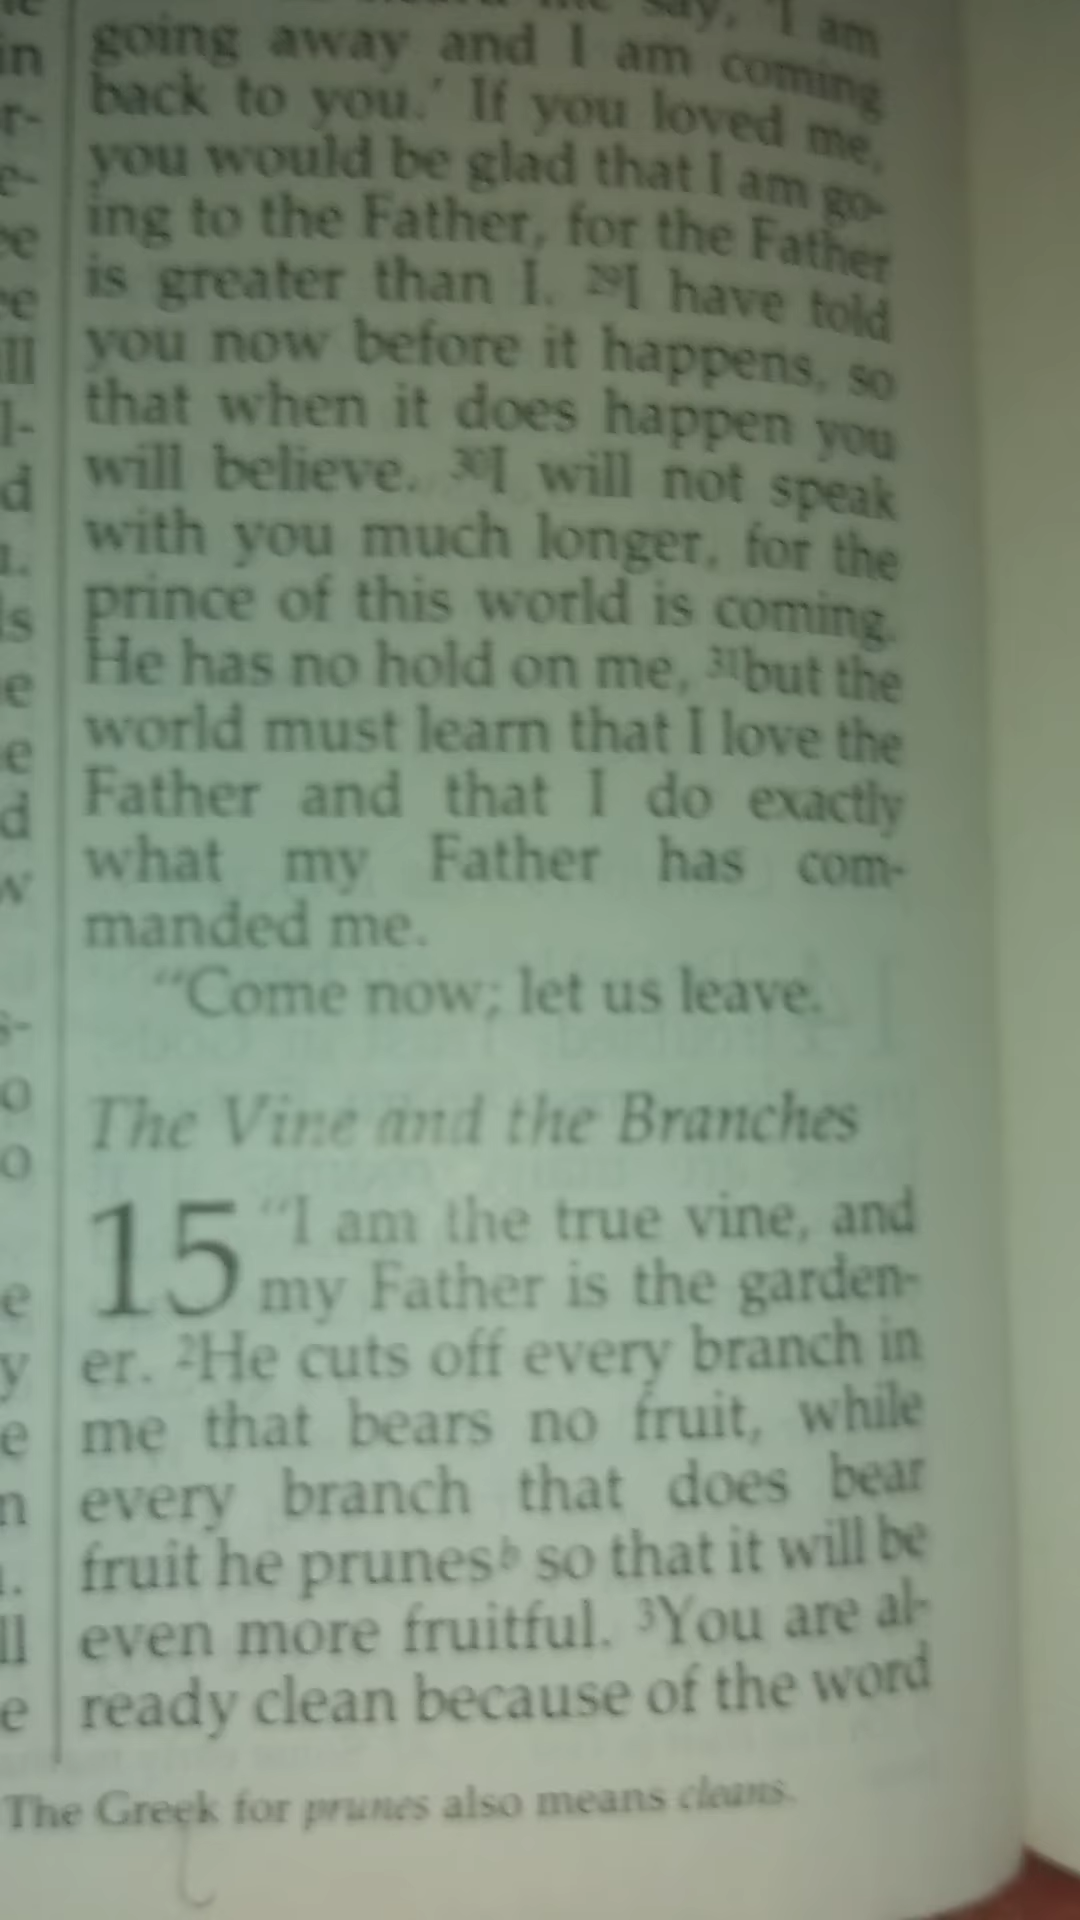 say, 'I am
going away and I am coming
back to you.' If you loved me,
you would be glad that I am go-
ing to the Father, for the Father
is greater than I. 29I have told
you now before it happens, so
that when it does happen you
will believe. 30I will not speak
with you much longer, for the
prince of this world is coming.
He has no hold on me, 31but the
world must learn that I love the
Father and that I do exactly
what my Father has com-
manded me.
"Come now; let us leave.
The Vine and the Branches
15 "I am the true vine, and
my Father is the garden-
er. 2He cuts off every branch in
me that bears no fruit, while
every branch that does bear
fruit he prunesb so that it will be
even more fruitful. 3You are al-
ready clean because of the word
The Greek for prunes also means cleans.